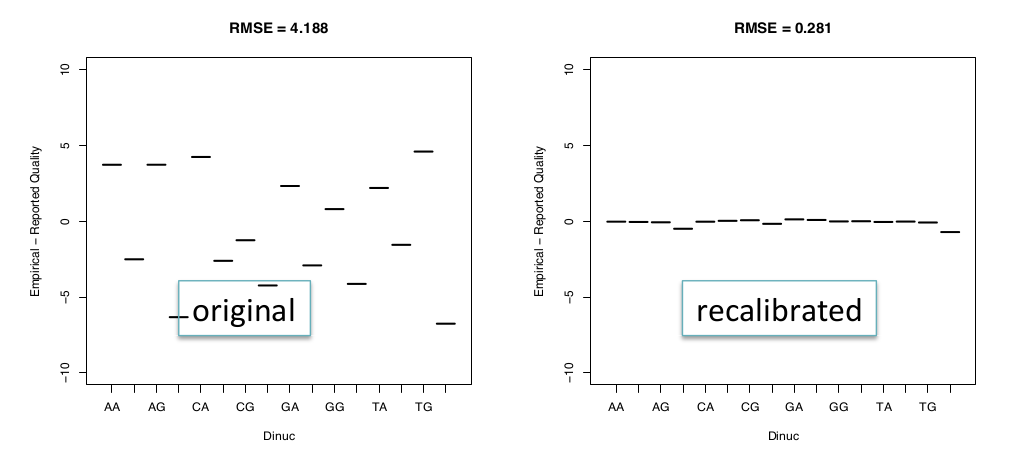 RMSE = 4.188
10
5
0
−5
−10
Empirical − Reported Quality
original
AA AG CA CG GA GG TA TG
Dinuc
RMSE = 0.281
10
5
0
−5
−10
Empirical − Reported Quality
recalibrated
AA AG CA CG GA GG TA TG
Dinuc